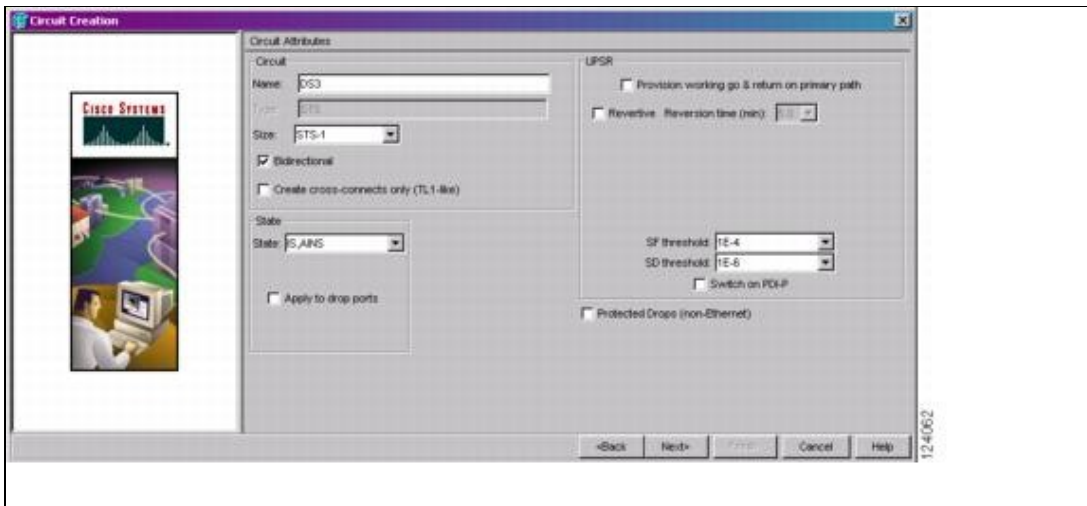 Circuit Creation
Circuit Attributes
Circuit
Name: DS3
Type: STS
Size: STS-1
Bidirectional
Create cross-connects only (TL1-like)
State
State: IS,AINS
Apply to drop ports
UPSR
Provision working go & return on primary path
Revertive Reversion time (min): 5.0
SF threshold: 1E-4
SD threshold: 1E-6
Switch on PDI-P
Protected Drops (non-Ethernet)
CISCO SYSTEMS
<Back Next> Finish Cancel Help
124062